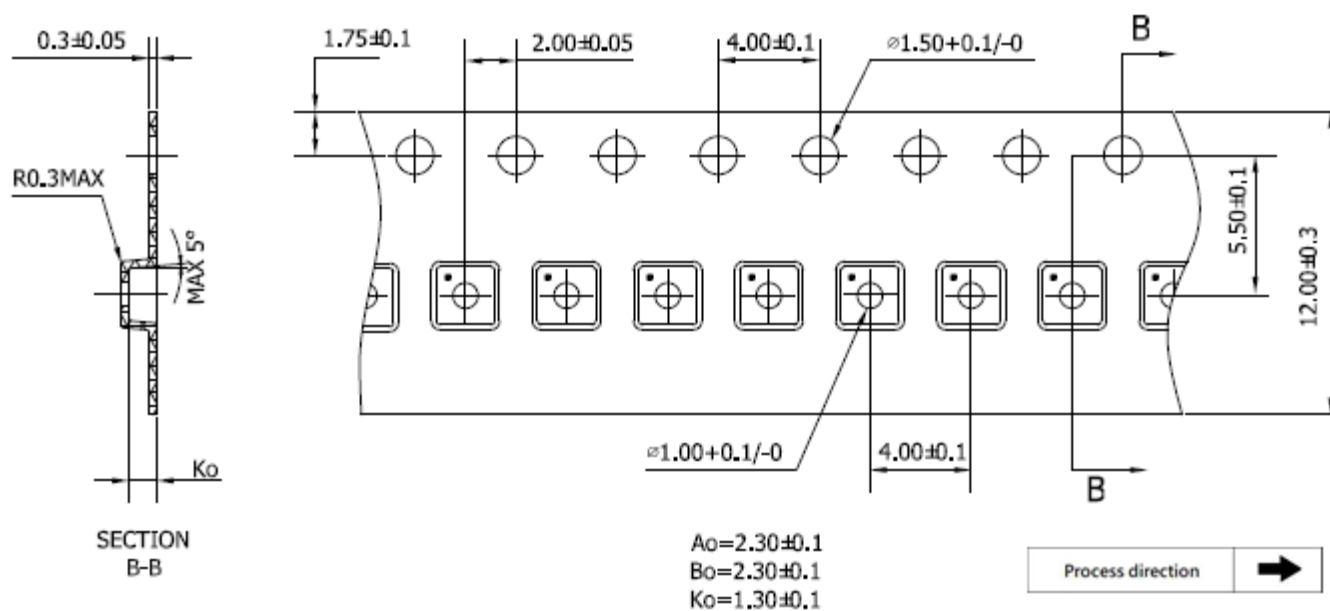 0.3±0.05
1.75±0.1
2.00±0.05
4.00±0.1
⌀1.50+0.1/-0
B
R0.3MAX
MAX 5°
5.50±0.1
12.00±0.3
Ko
⌀1.00+0.1/-0
4.00±0.1
B
SECTION
B-B
Ao=2.30±0.1
Bo=2.30±0.1
Ko=1.30±0.1
Process direction